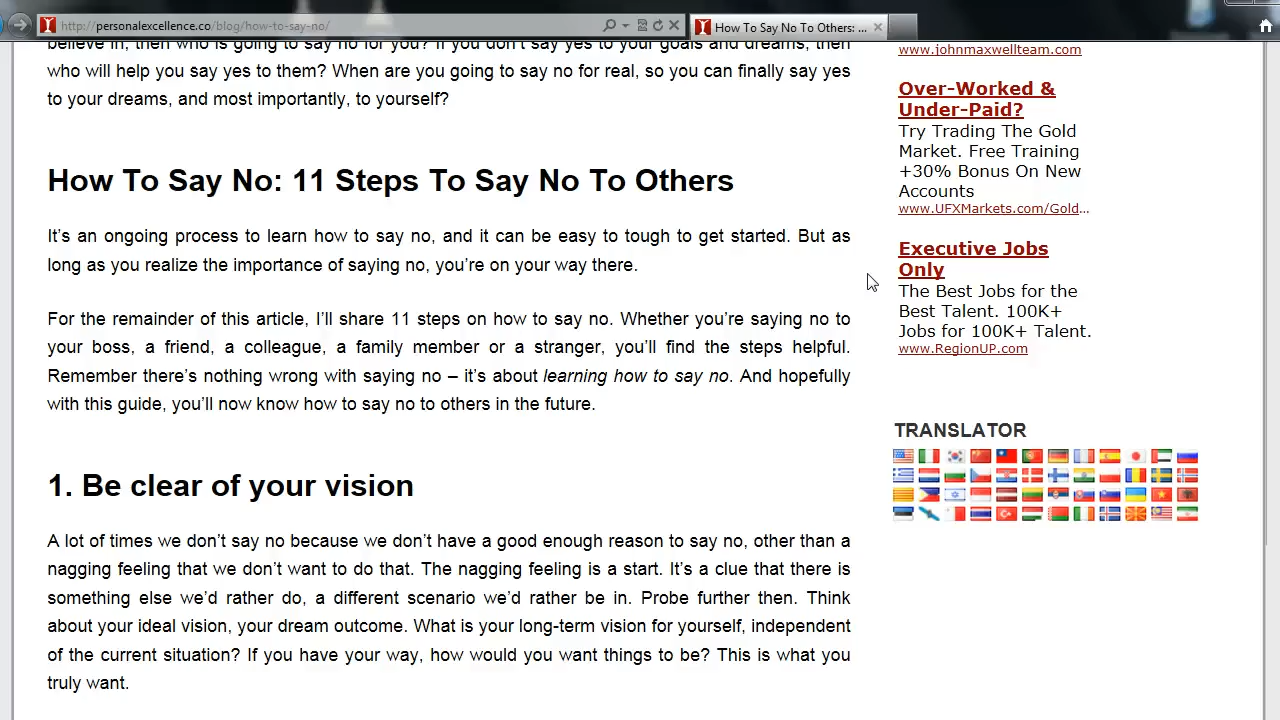 http://personalexcellence.co/blog/how-to-say-no/
How To Say No To Others: ...
believe in, then who is going to say no for you? If you don't say yes to your goals and dreams, then
who will help you say yes to them? When are you going to say no for real, so you can finally say yes
to your dreams, and most importantly, to yourself?
How To Say No: 11 Steps To Say No To Others
It's an ongoing process to learn how to say no, and it can be easy to tough to get started. But as
long as you realize the importance of saying no, you're on your way there.
For the remainder of this article, I'll share 11 steps on how to say no. Whether you're saying no to
your boss, a friend, a colleague, a family member or a stranger, you'll find the steps helpful.
Remember there's nothing wrong with saying no – it's about learning how to say no. And hopefully
with this guide, you'll now know how to say no to others in the future.
1. Be clear of your vision
A lot of times we don't say no because we don't have a good enough reason to say no, other than a
nagging feeling that we don't want to do that. The nagging feeling is a start. It's a clue that there is
something else we'd rather do, a different scenario we'd rather be in. Probe further then. Think
about your ideal vision, your dream outcome. What is your long-term vision for yourself, independent
of the current situation? If you have your way, how would you want things to be? This is what you
truly want.
www.johnmaxwellteam.com
Over-Worked &
Under-Paid?
Try Trading The Gold
Market. Free Training
+30% Bonus On New
Accounts
www.UFXMarkets.com/Gold...
Executive Jobs
Only
The Best Jobs for the
Best Talent. 100K+
Jobs for 100K+ Talent.
www.RegionUP.com
TRANSLATOR